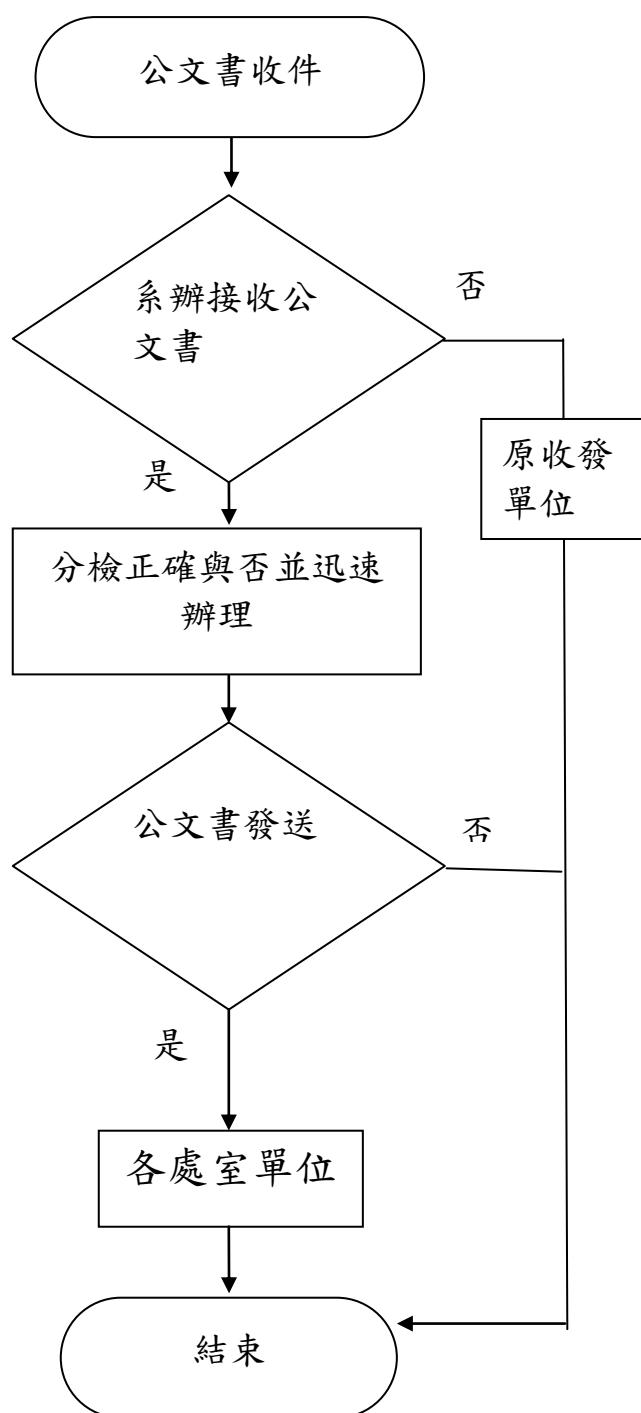 公文書收件
系辦接收公
文書
否
原收發
單位
是
分檢正確與否並迅速
辦理
公文書發送
否
是
各處室單位
結束